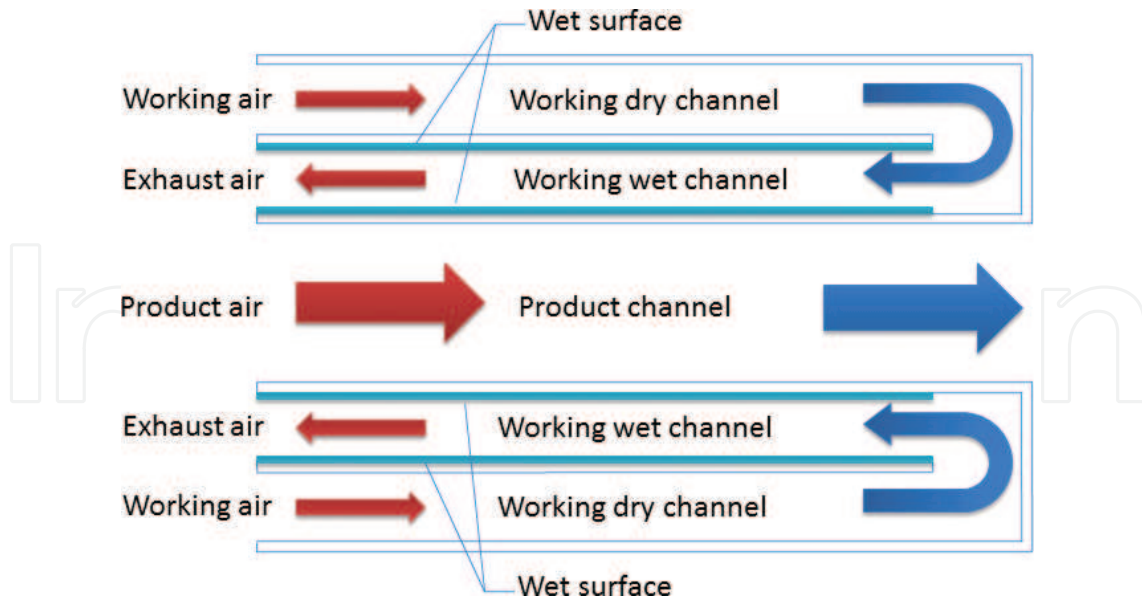 Wet surface
Working air
Working dry channel
Exhaust air
Working wet channel
Product air
Product channel
Exhaust air
Working wet channel
Working air
Working dry channel
Wet surface